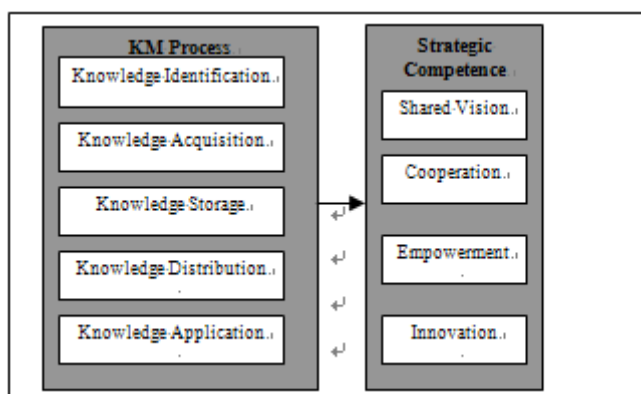 KM Process
Knowledge Identification
Knowledge Acquisition
Knowledge Storage
Knowledge Distribution
Knowledge Application
Strategic
Competence
Shared Vision
Cooperation
Empowerment
Innovation